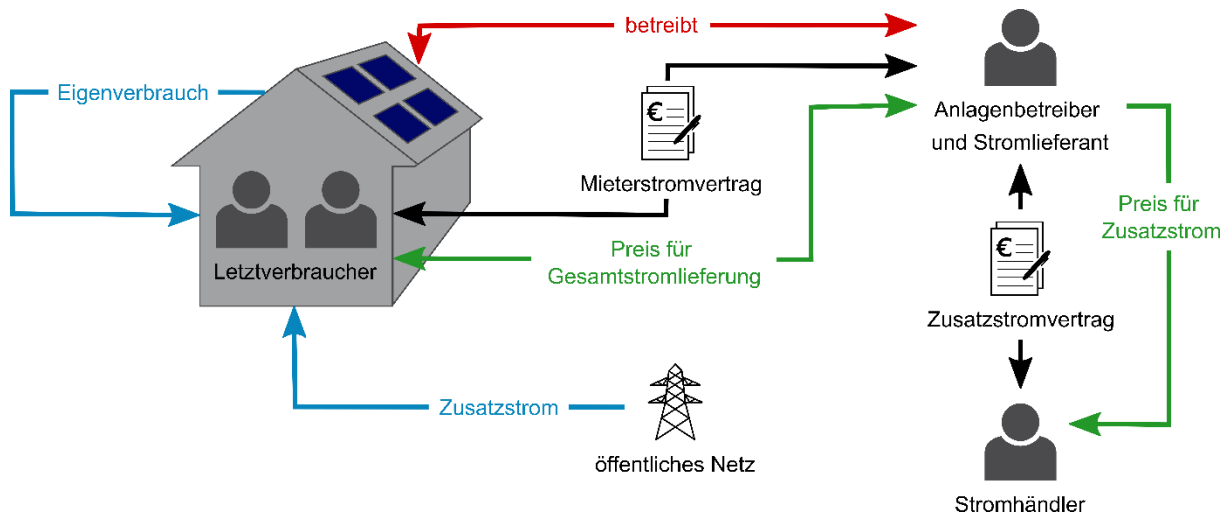 betreibt
Eigenverbrauch
€
Anlagenbetreiber
und Stromlieferant
Mieterstromvertrag
Letztverbraucher
Preis für
Gesamtstromlieferung
Preis für
Zusatzstrom
€
Zusatzstromvertrag
Zusatzstrom
öffentliches Netz
Stromhändler